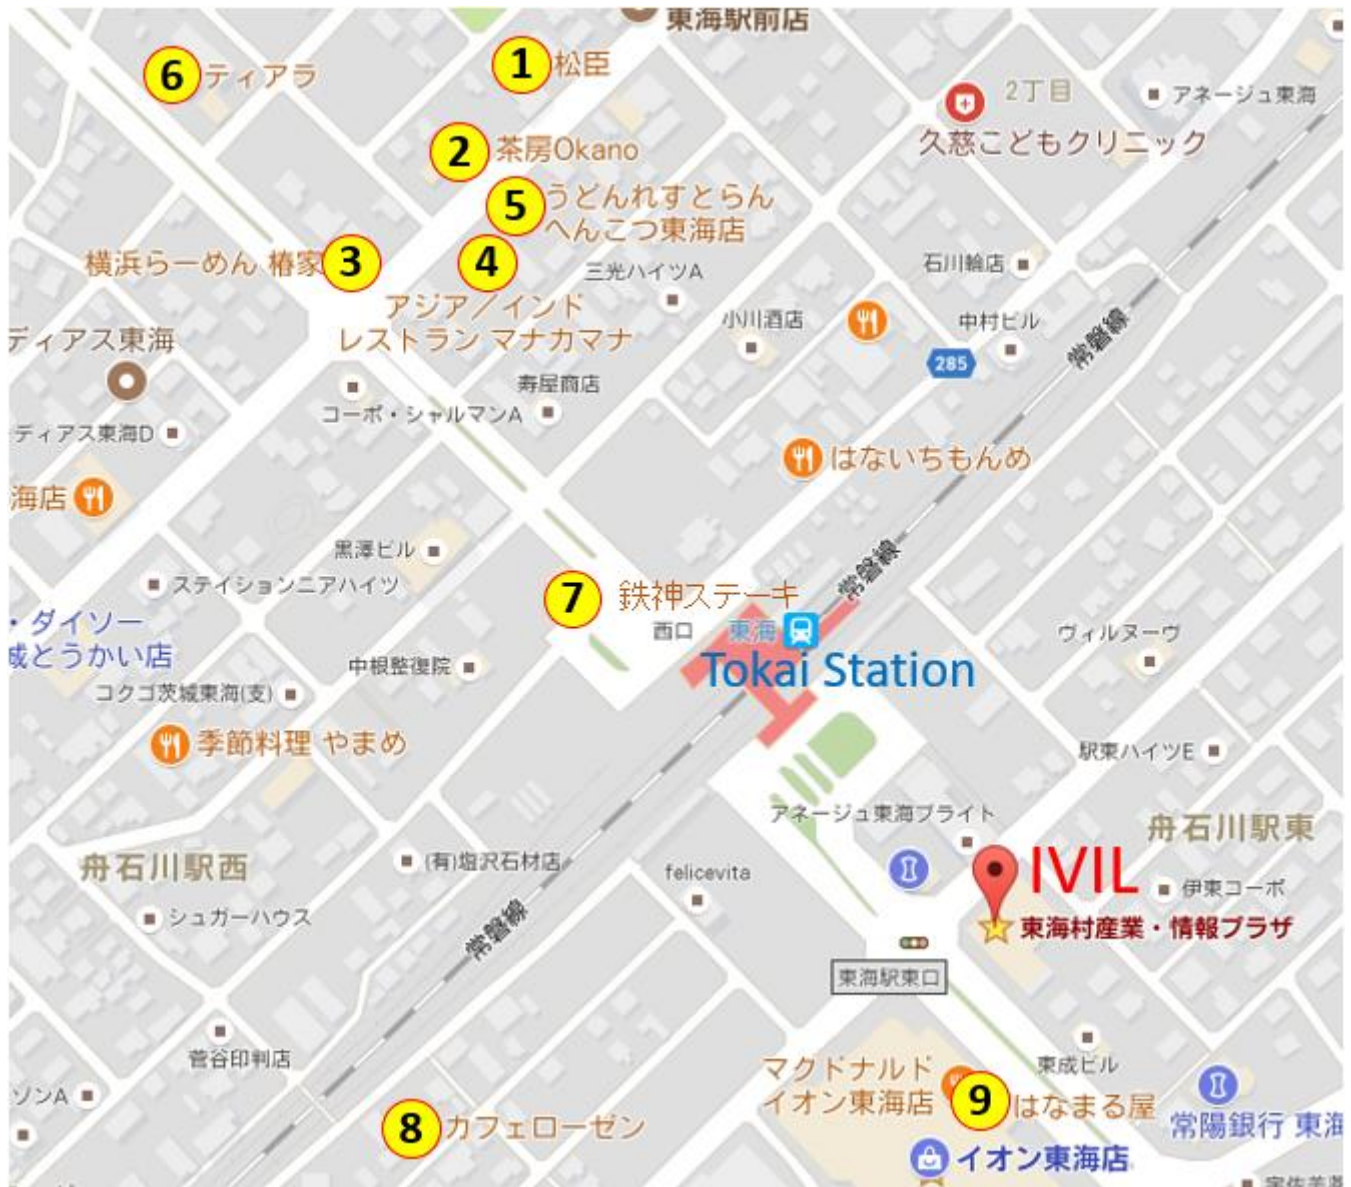 東海駅前店
6 ティアラ
1 松臣
2丁目
アネージュ東海
久慈こどもクリニック
2 茶房Okano
5 うどんれすとらん
へんこつ東海店
横浜らーめん 椿家 3
4
三光ハイツA
石川輪店
アジア/インド
レストラン マナカマナ
小川酒店
中村ビル
常磐線
ディアス東海
285
寿屋商店
コーポ・シャルマンA
ディアス東海D
はないちもんめ
海店
黒澤ビル
常磐線
ステイションニアハイツ
7 鉄神ステーキ
西口
東海
・ダイソー
城とうかい店
ヴィルヌーヴ
中根整復院
Tokai Station
コクゴ茨城東海(支)
季節料理 やまめ
駅東ハイツE
アネージュ東海ブライト
舟石川駅東
舟石川駅西
(有)塩沢石材店
felicevita
IVIL
伊東コーポ
シュガーハウス
常磐線
東海村産業・情報プラザ
東海駅東口
菅谷印判店
マクドナルド
イオン東海店
東成ビル
ゾンA
9 はなまる屋
8 カフェローゼン
常陽銀行 東海
イオン東海店